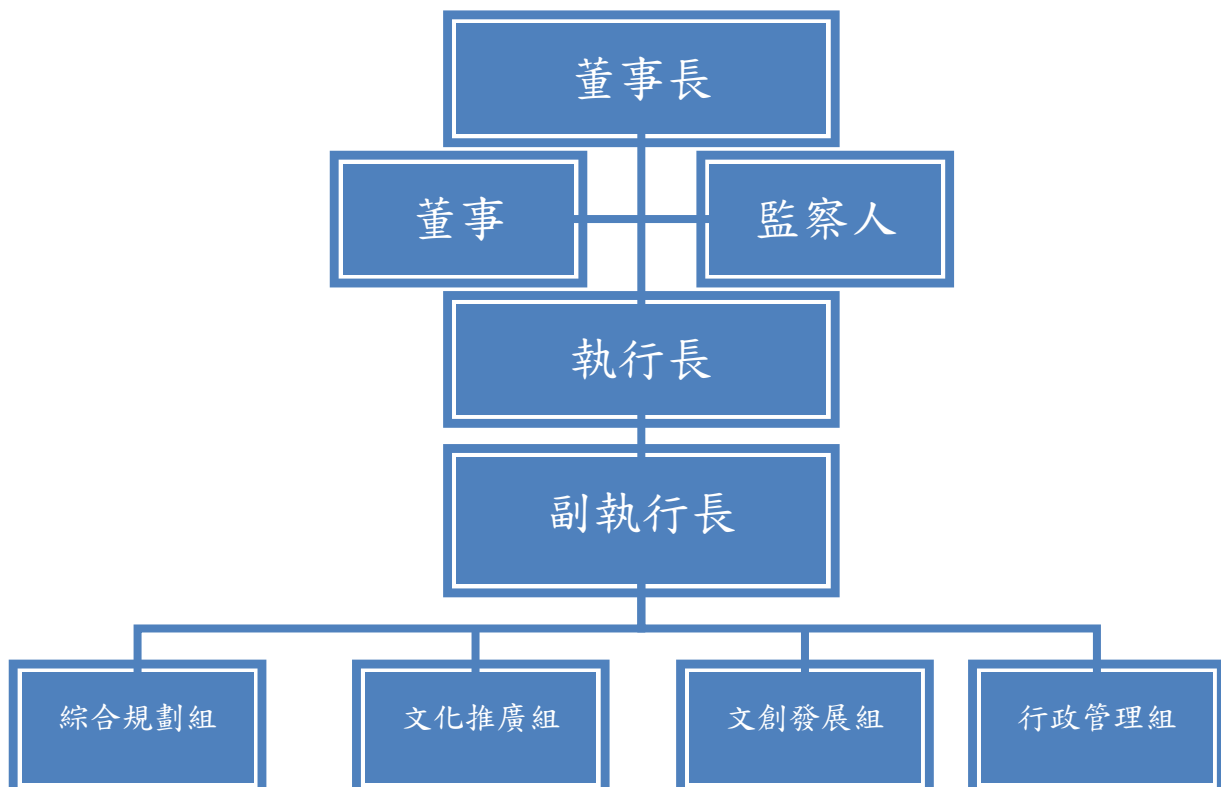 董事長
董事
監察人
執行長
副執行長
綜合規劃組
文化推廣組
文創發展組
行政管理組